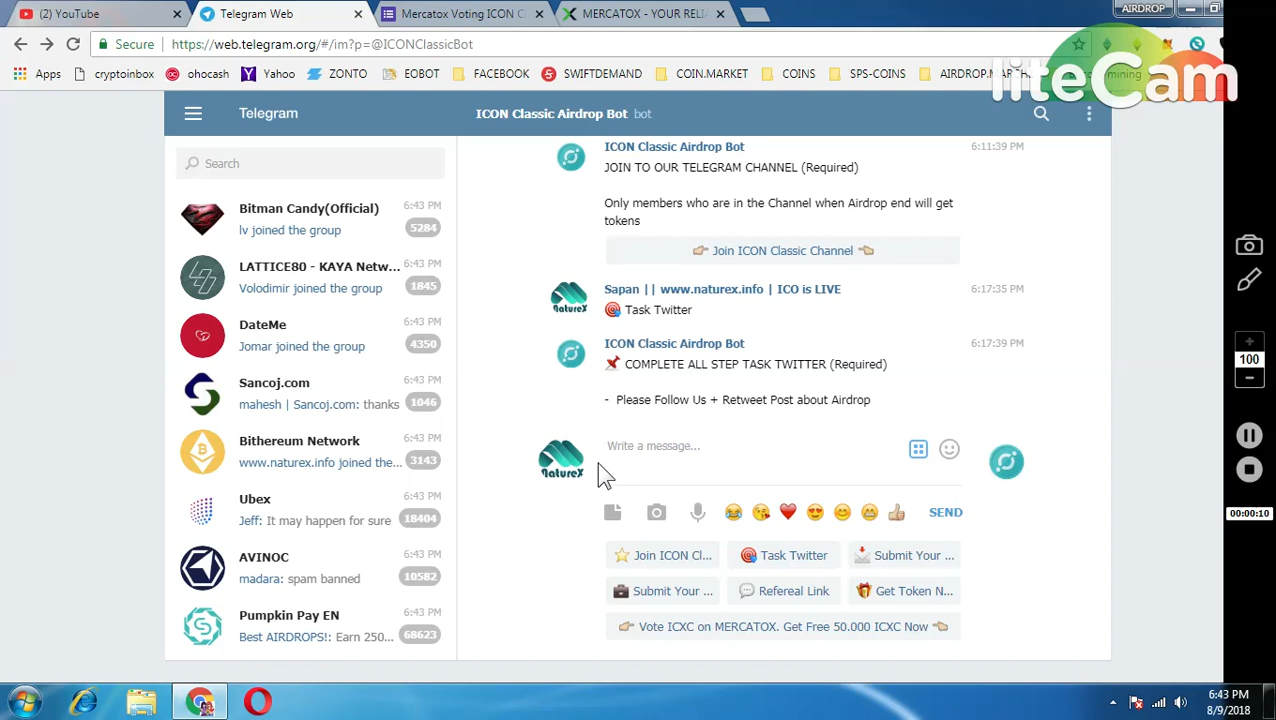 (2) YouTube
Telegram Web
Mercatox Voting ICON C
MERCATOX - YOUR RELI
AIRDROP
Secure
https://web.telegram.org/#/im?p=@ICONClassicBot
Apps
cryptoinbox
ohocash
Yahoo
ZONTO
EOBOT
FACEBOOK
SWIFTDEMAND
COIN.MARKET
COINS
SPS-COINS
mining
liteCam
Telegram
ICON Classic Airdrop Bot bot
Search
Bitman Candy(Official) 6:43 PM
lv joined the group 5284
LATTICE80 - KAYA Netw... 6:43 PM
Volodimir joined the group 1845
DateMe 6:43 PM
Jomar joined the group 4350
Sancoj.com 6:43 PM
mahesh | Sancoj.com: thanks 1046
Bithereum Network 6:43 PM
www.naturex.info joined the... 3143
Ubex 6:43 PM
Jeff: It may happen for sure 18404
AVINOC 6:43 PM
madara: spam banned 10582
Pumpkin Pay EN 6:43 PM
Best AIRDROPS!: Earn 250... 68623
ICON Classic Airdrop Bot 6:11:39 PM
JOIN TO OUR TELEGRAM CHANNEL (Required)
Only members who are in the Channel when Airdrop end will get
tokens
👉🏻 Join ICON Classic Channel 👈🏻
NatureX
Sapan || www.naturex.info | ICO is LIVE 6:17:35 PM
🎯 Task Twitter
ICON Classic Airdrop Bot 6:17:39 PM
📌 COMPLETE ALL STEP TASK TWITTER (Required)
- Please Follow Us + Retweet Post about Airdrop
NatureX
Write a message...
😂 😘 ❤️ 😍 😊 😁 👍🏻 SEND
⭐ Join ICON Cl... 🎯 Task Twitter 📩 Submit Your ...
💼 Submit Your ... 💬 Refereal Link 🎁 Get Token N...
👉🏻 Vote ICXC on MERCATOX. Get Free 50.000 ICXC Now 👈🏻
100
00:00:10
6:43 PM
8/9/2018